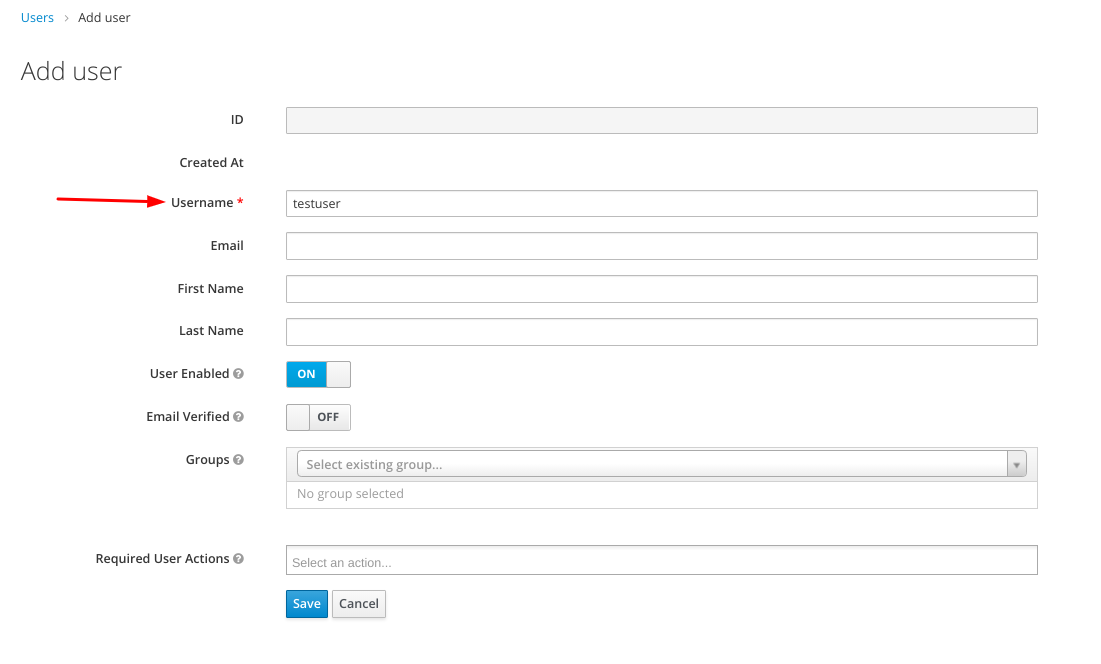 Users › Add user
Add user
ID
Created At
Username *
testuser
Email
First Name
Last Name
User Enabled ?
ON
Email Verified ?
OFF
Groups ?
Select existing group...
No group selected
Required User Actions ?
Select an action...
Save Cancel